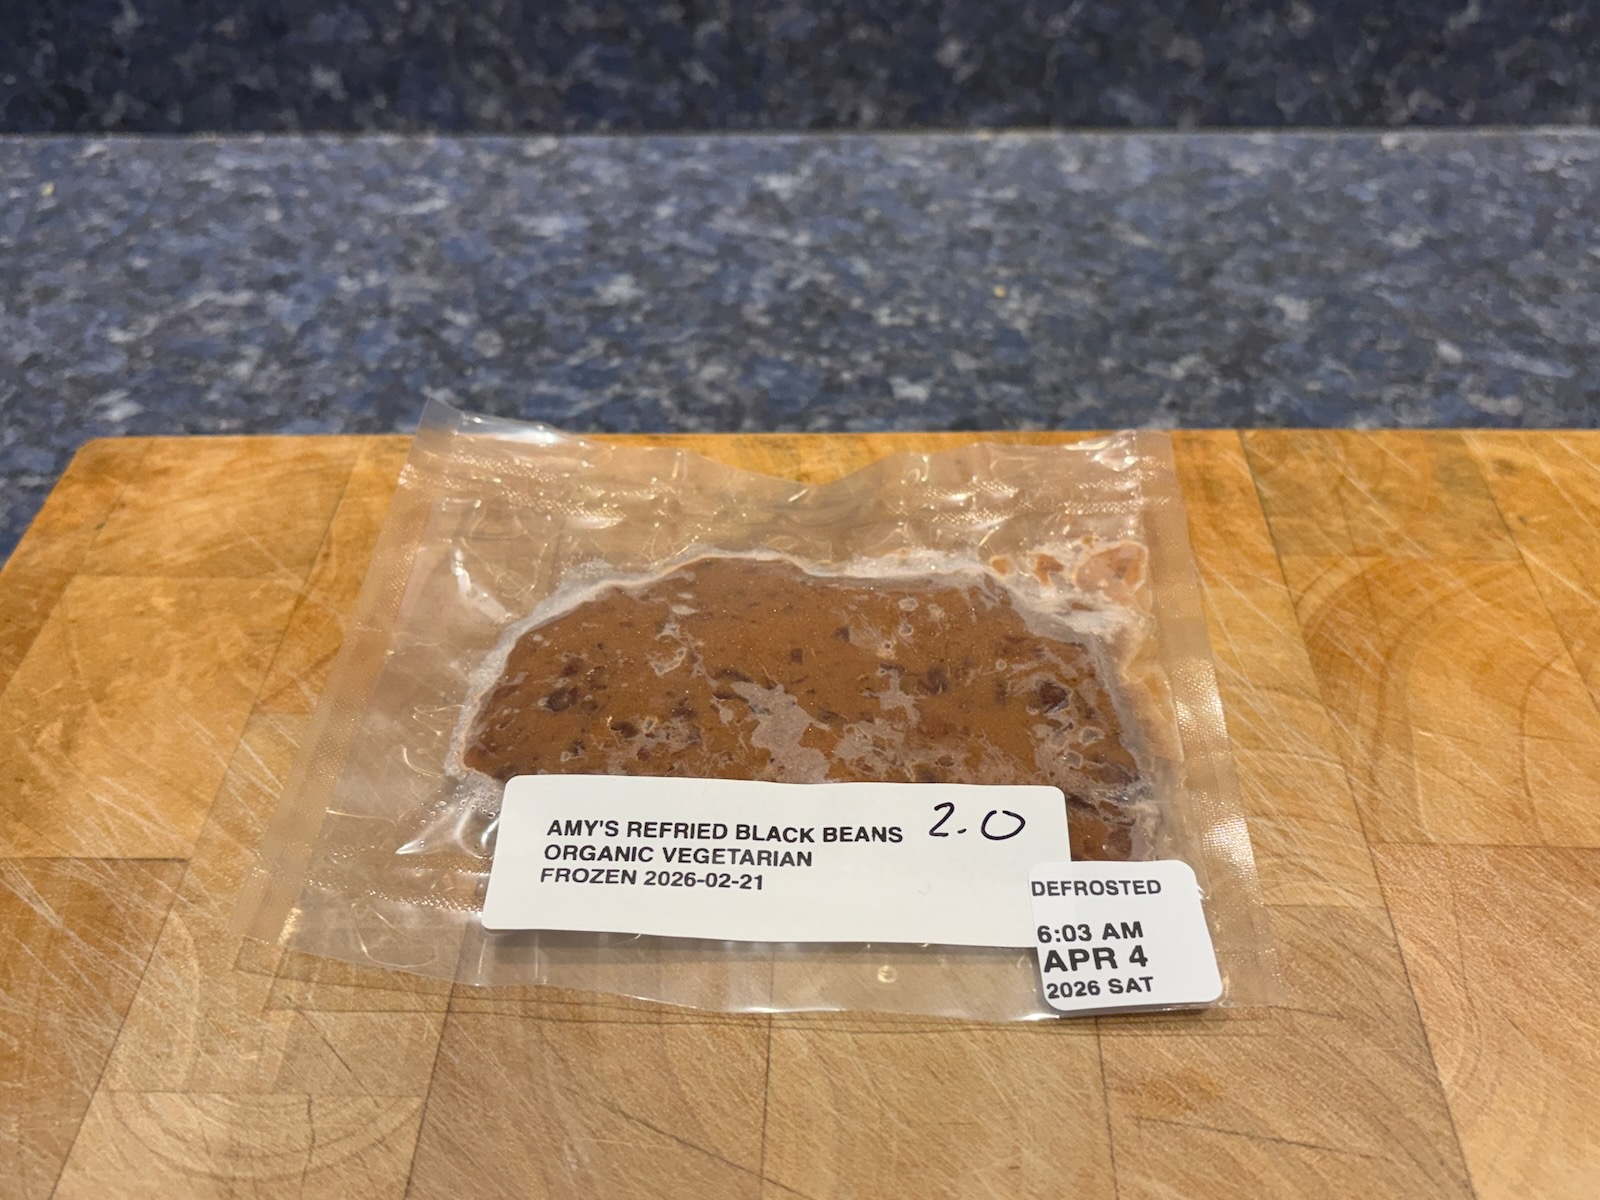 AMY'S REFRIED BLACK BEANS 2.0
ORGANIC VEGETARIAN
FROZEN 2026-02-21
DEFROSTED
6:03 AM
APR 4
2026 SAT